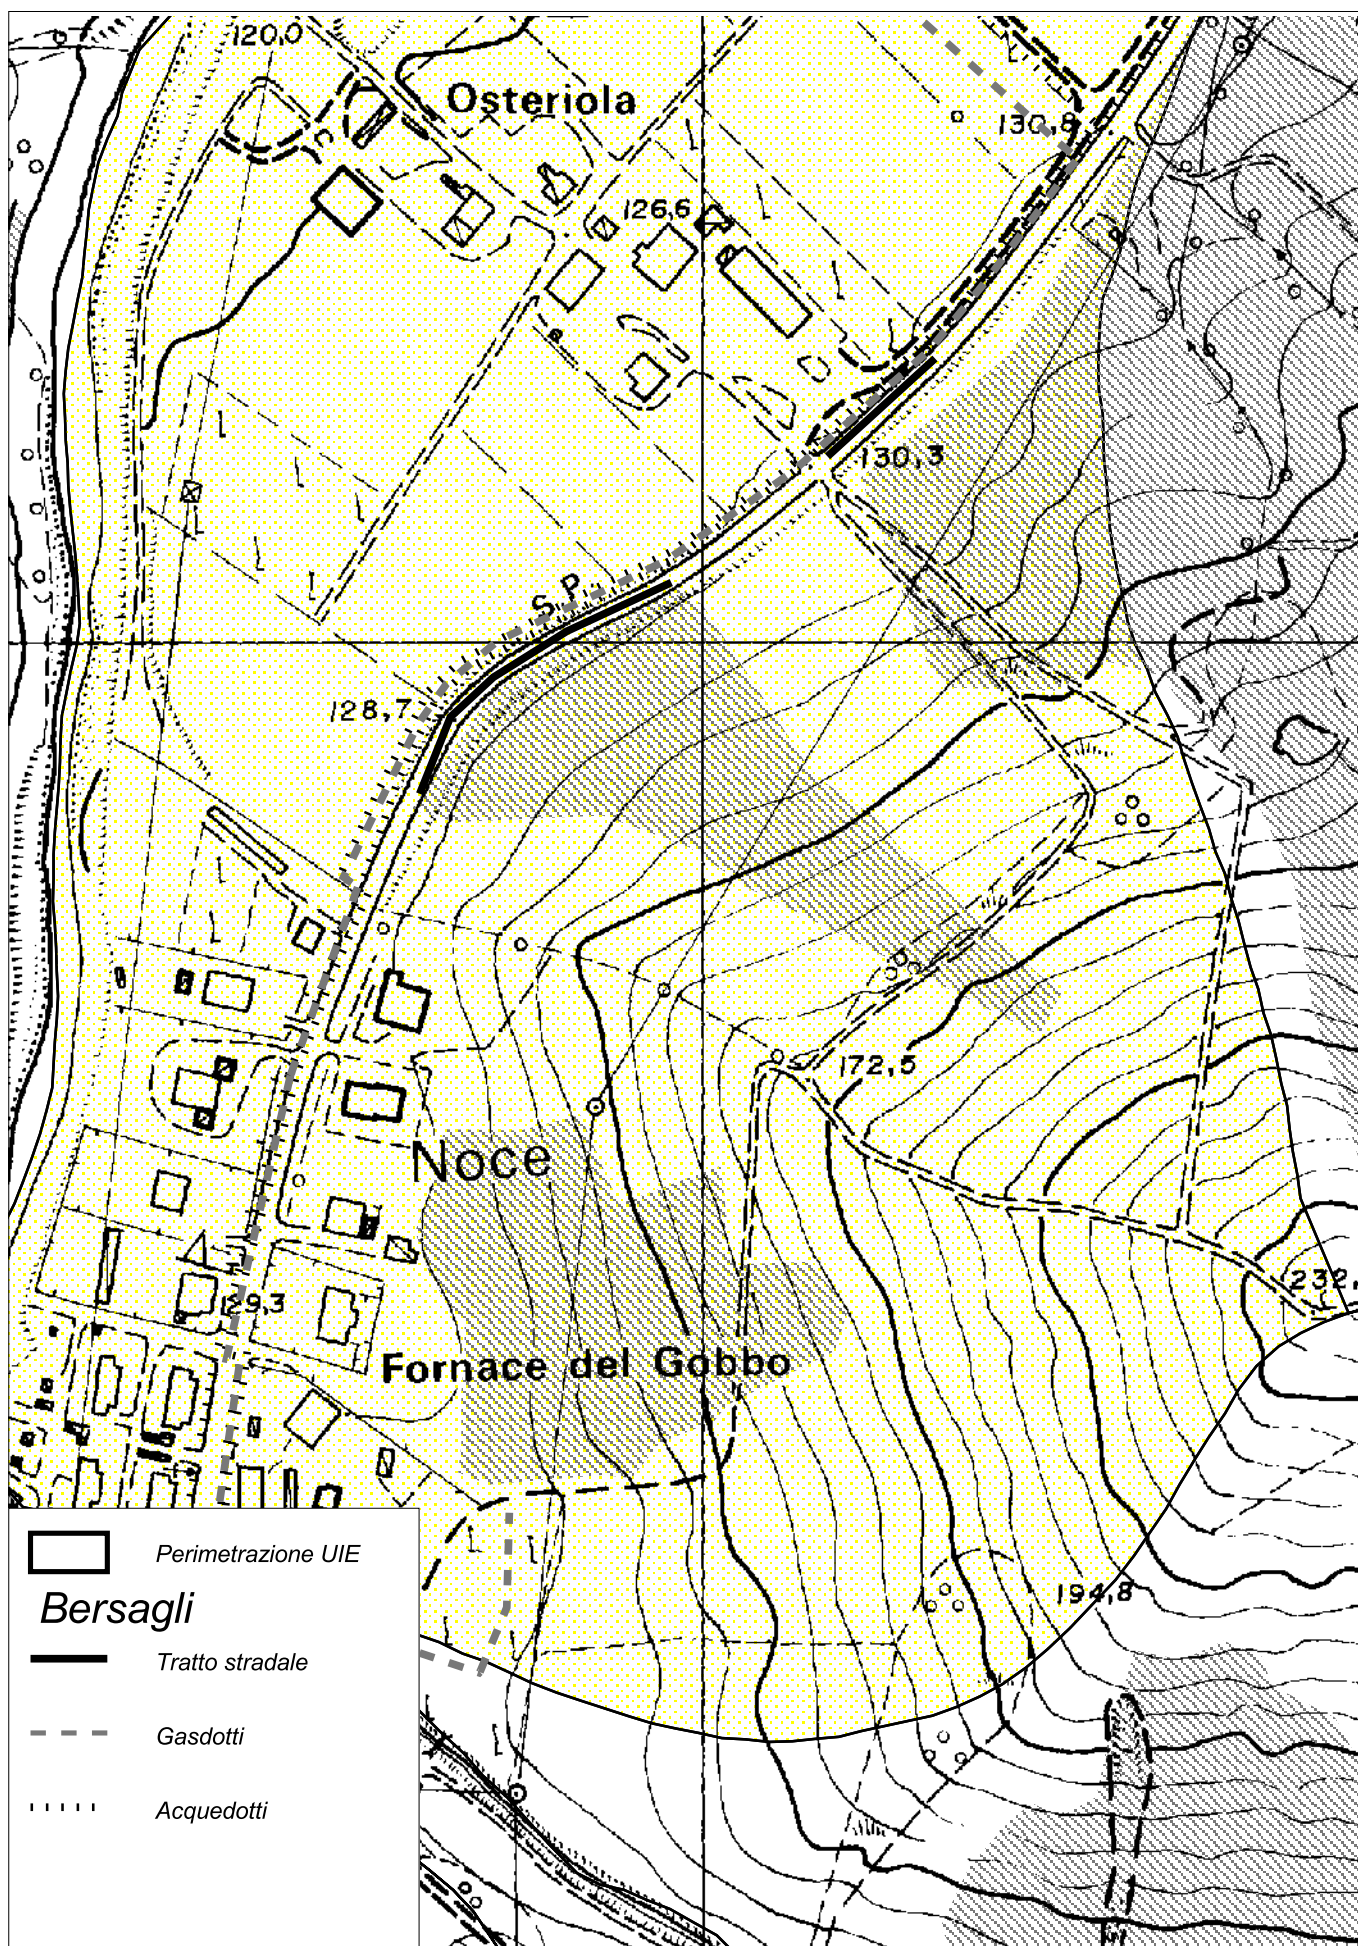 120,0
Osteriola
130,8
126,6
130,3
S P
128,7
172,5
Noce
232,
129,3
Fornace del Gobbo
194,8
Perimetrazione UIE
Bersagli
Tratto stradale
Gasdotti
Acquedotti